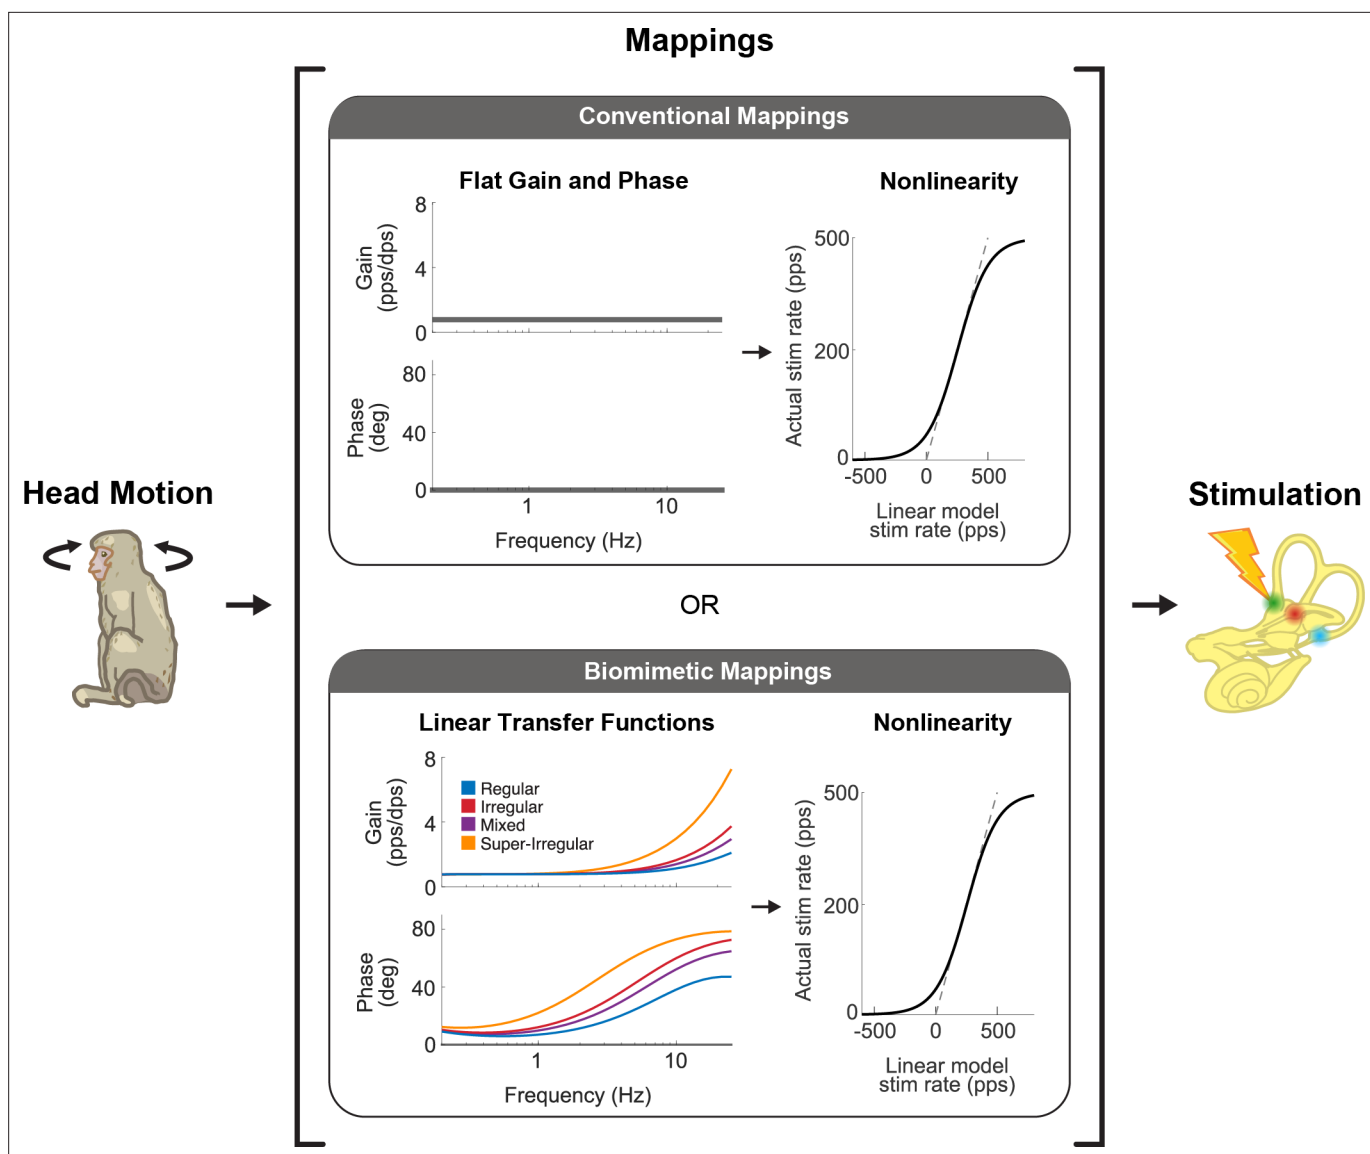 Mappings
Conventional Mappings
Flat Gain and Phase
Nonlinearity
8
4
0
Gain
(pps/dps)
80
40
0
Phase
(deg)
1
10
Frequency (Hz)
500
200
0
Actual stim rate (pps)
-500
0
500
Linear model
stim rate (pps)
Head Motion
Stimulation
OR
Biomimetic Mappings
Linear Transfer Functions
Nonlinearity
8
4
0
Gain
(pps/dps)
Regular
Irregular
Mixed
Super-Irregular
80
40
0
Phase
(deg)
1
10
Frequency (Hz)
500
200
0
Actual stim rate (pps)
-500
0
500
Linear model
stim rate (pps)